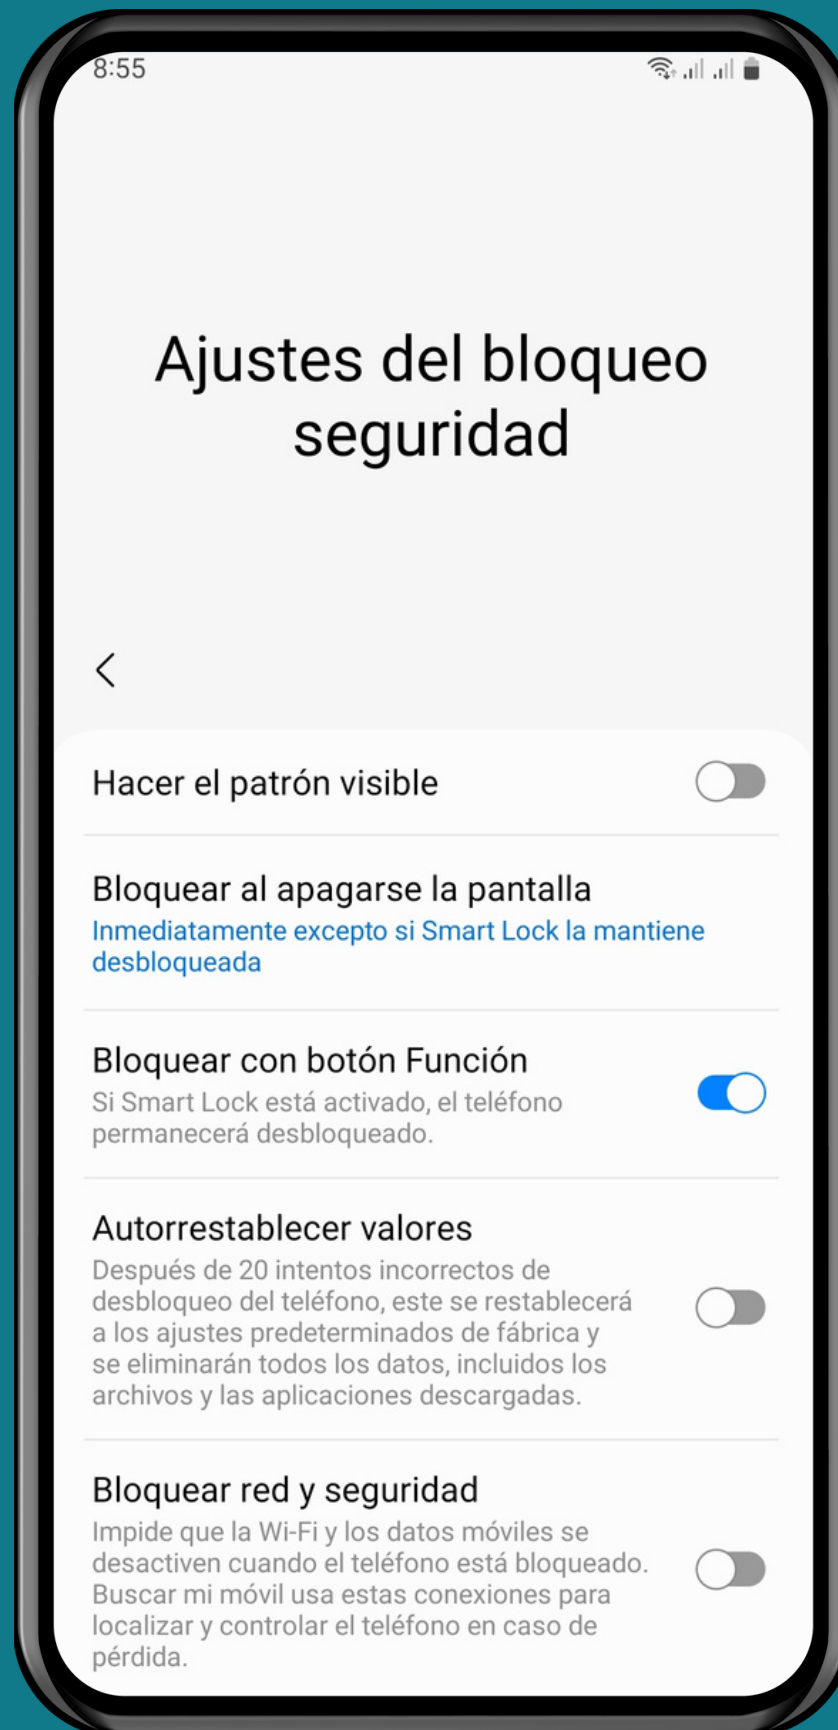 8:55
Ajustes del bloqueo
seguridad
Hacer el patrón visible
Bloquear al apagarse la pantalla
Inmediatamente excepto si Smart Lock la mantiene
desbloqueada
Bloquear con botón Función
Si Smart Lock está activado, el teléfono
permanecerá desbloqueado.
Autorrestablecer valores
Después de 20 intentos incorrectos de
desbloqueo del teléfono, este se restablecerá
a los ajustes predeterminados de fábrica y
se eliminarán todos los datos, incluidos los
archivos y las aplicaciones descargadas.
Bloquear red y seguridad
Impide que la Wi-Fi y los datos móviles se
desactiven cuando el teléfono está bloqueado.
Buscar mi móvil usa estas conexiones para
localizar y controlar el teléfono en caso de
pérdida.